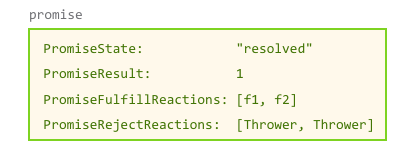 promise
PromiseState: "resolved"
PromiseResult: 1
PromiseFulfillReactions: [f1, f2]
PromiseRejectReactions: [Thrower, Thrower]